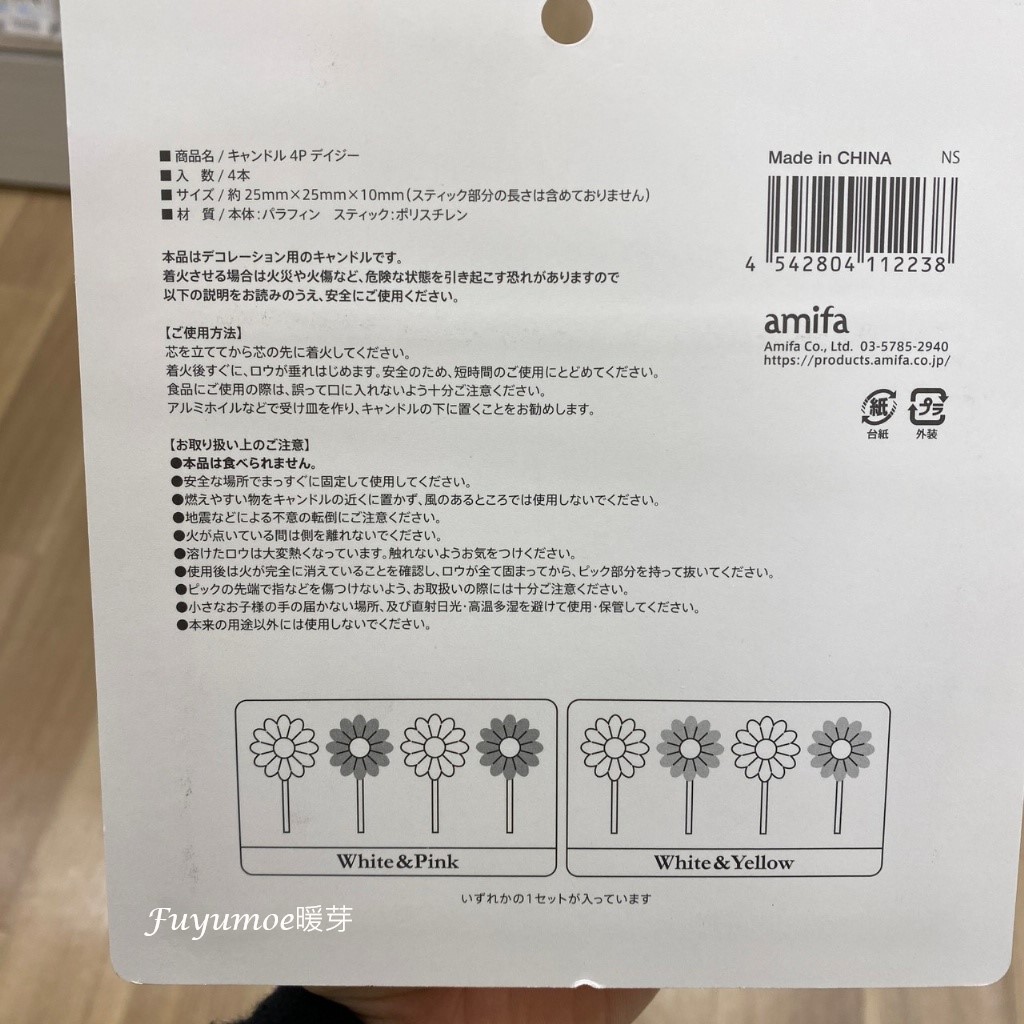 ■商品名 / キャンドル 4P デイジー
■入 数 / 4本
■サイズ / 約 25mm×25mm×10mm(スティック部分の長さは含めておりません)
■材 質 / 本体:パラフィン スティック:ポリスチレン
本品はデコレーション用のキャンドルです。
着火させる場合は火災や火傷など、危険な状態を引き起こす恐れがありますので
以下の説明をお読みのうえ、安全にご使用ください。
【ご使用方法】
芯を立ててから芯の先に着火してください。
着火後すぐに、ロウが垂れはじめます。安全のため、短時間のご使用にとどめてください。
食品にご使用の際は、誤って口に入れないよう十分ご注意ください。
アルミホイルなどで受け皿を作り、キャンドルの下に置くことをお勧めします。
【お取り扱い上のご注意】
●本品は食べられません。
●安全な場所でまっすぐに固定して使用してください。
●燃えやすい物をキャンドルの近くに置かず、風のあるところでは使用しないでください。
●地震などによる不意の転倒にご注意ください。
●火が点いている間は側を離れないでください。
●溶けたロウは大変熱くなっています。触れないようお気をつけください。
●使用後は火が完全に消えていることを確認し、ロウが全て固まってから、ピック部分を持って抜いてください。
●ピックの先端で指などを傷つけないよう、お取扱いの際には十分ご注意ください。
●小さなお子様の手の届かない場所、及び直射日光・高温多湿を避けて使用・保管してください。
●本来の用途以外には使用しないでください。
Made in CHINA NS
4 542804 112238
amifa
Amifa Co., Ltd. 03-5785-2940
https://products.amifa.co.jp/
紙 プラ
台紙 外装
White&Pink
White&Yellow
いずれかの1セットが入っています
Fuyumoe暖芽